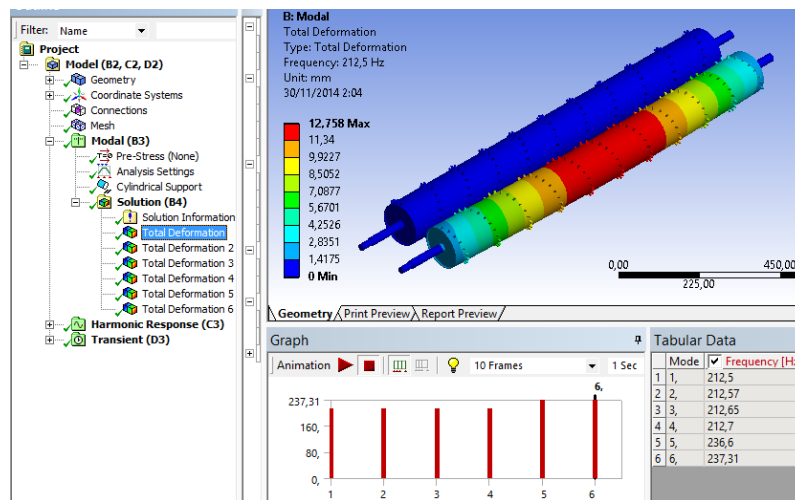 Filter: Name
Project
Model (B2, C2, D2)
Geometry
Coordinate Systems
Connections
Mesh
Modal (B3)
Pre-Stress (None)
Analysis Settings
Cylindrical Support
Solution (B4)
Solution Information
Total Deformation
Total Deformation 2
Total Deformation 3
Total Deformation 4
Total Deformation 5
Total Deformation 6
Harmonic Response (C3)
Transient (D3)
B: Modal
Total Deformation
Type: Total Deformation
Frequency: 212,5 Hz
Unit: mm
30/11/2014 2:04
12,758 Max
11,34
9,9227
8,5052
7,0877
5,6701
4,2526
2,8351
1,4175
0 Min
0,00 450,00
225,00
Geometry Print Preview Report Preview
Graph
Animation 10 Frames 1 Sec
6,
237,31
160,
80,
0,
1 2 3 4 5 6
Tabular Data
Mode Frequency [Hz
1 1, 212,5
2 2, 212,57
3 3, 212,65
4 4, 212,7
5 5, 236,6
6 6, 237,31